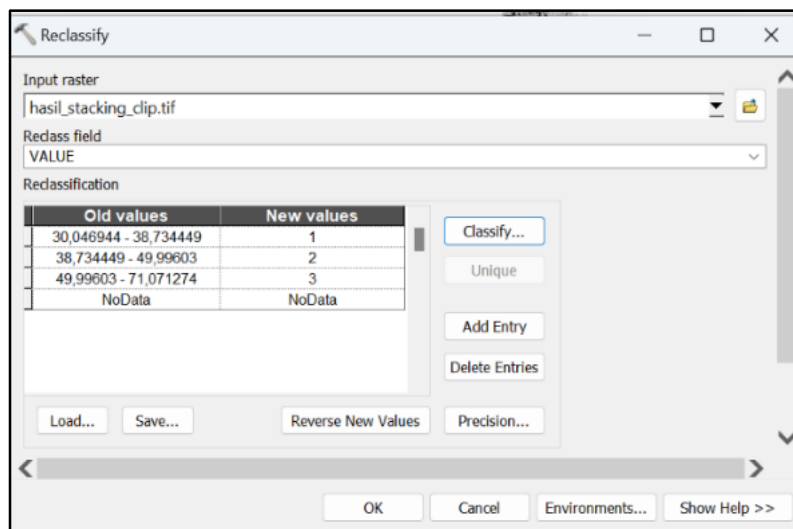 Reclassify
Input raster
hasil_stacking_clip.tif
Reclass field
VALUE
Reclassification
Old values New values
30,046944 - 38,734449 1
38,734449 - 49,99603 2
49,99603 - 71,071274 3
NoData NoData
Classify...
Unique
Add Entry
Delete Entries
Load... Save... Reverse New Values Precision...
OK Cancel Environments... Show Help >>